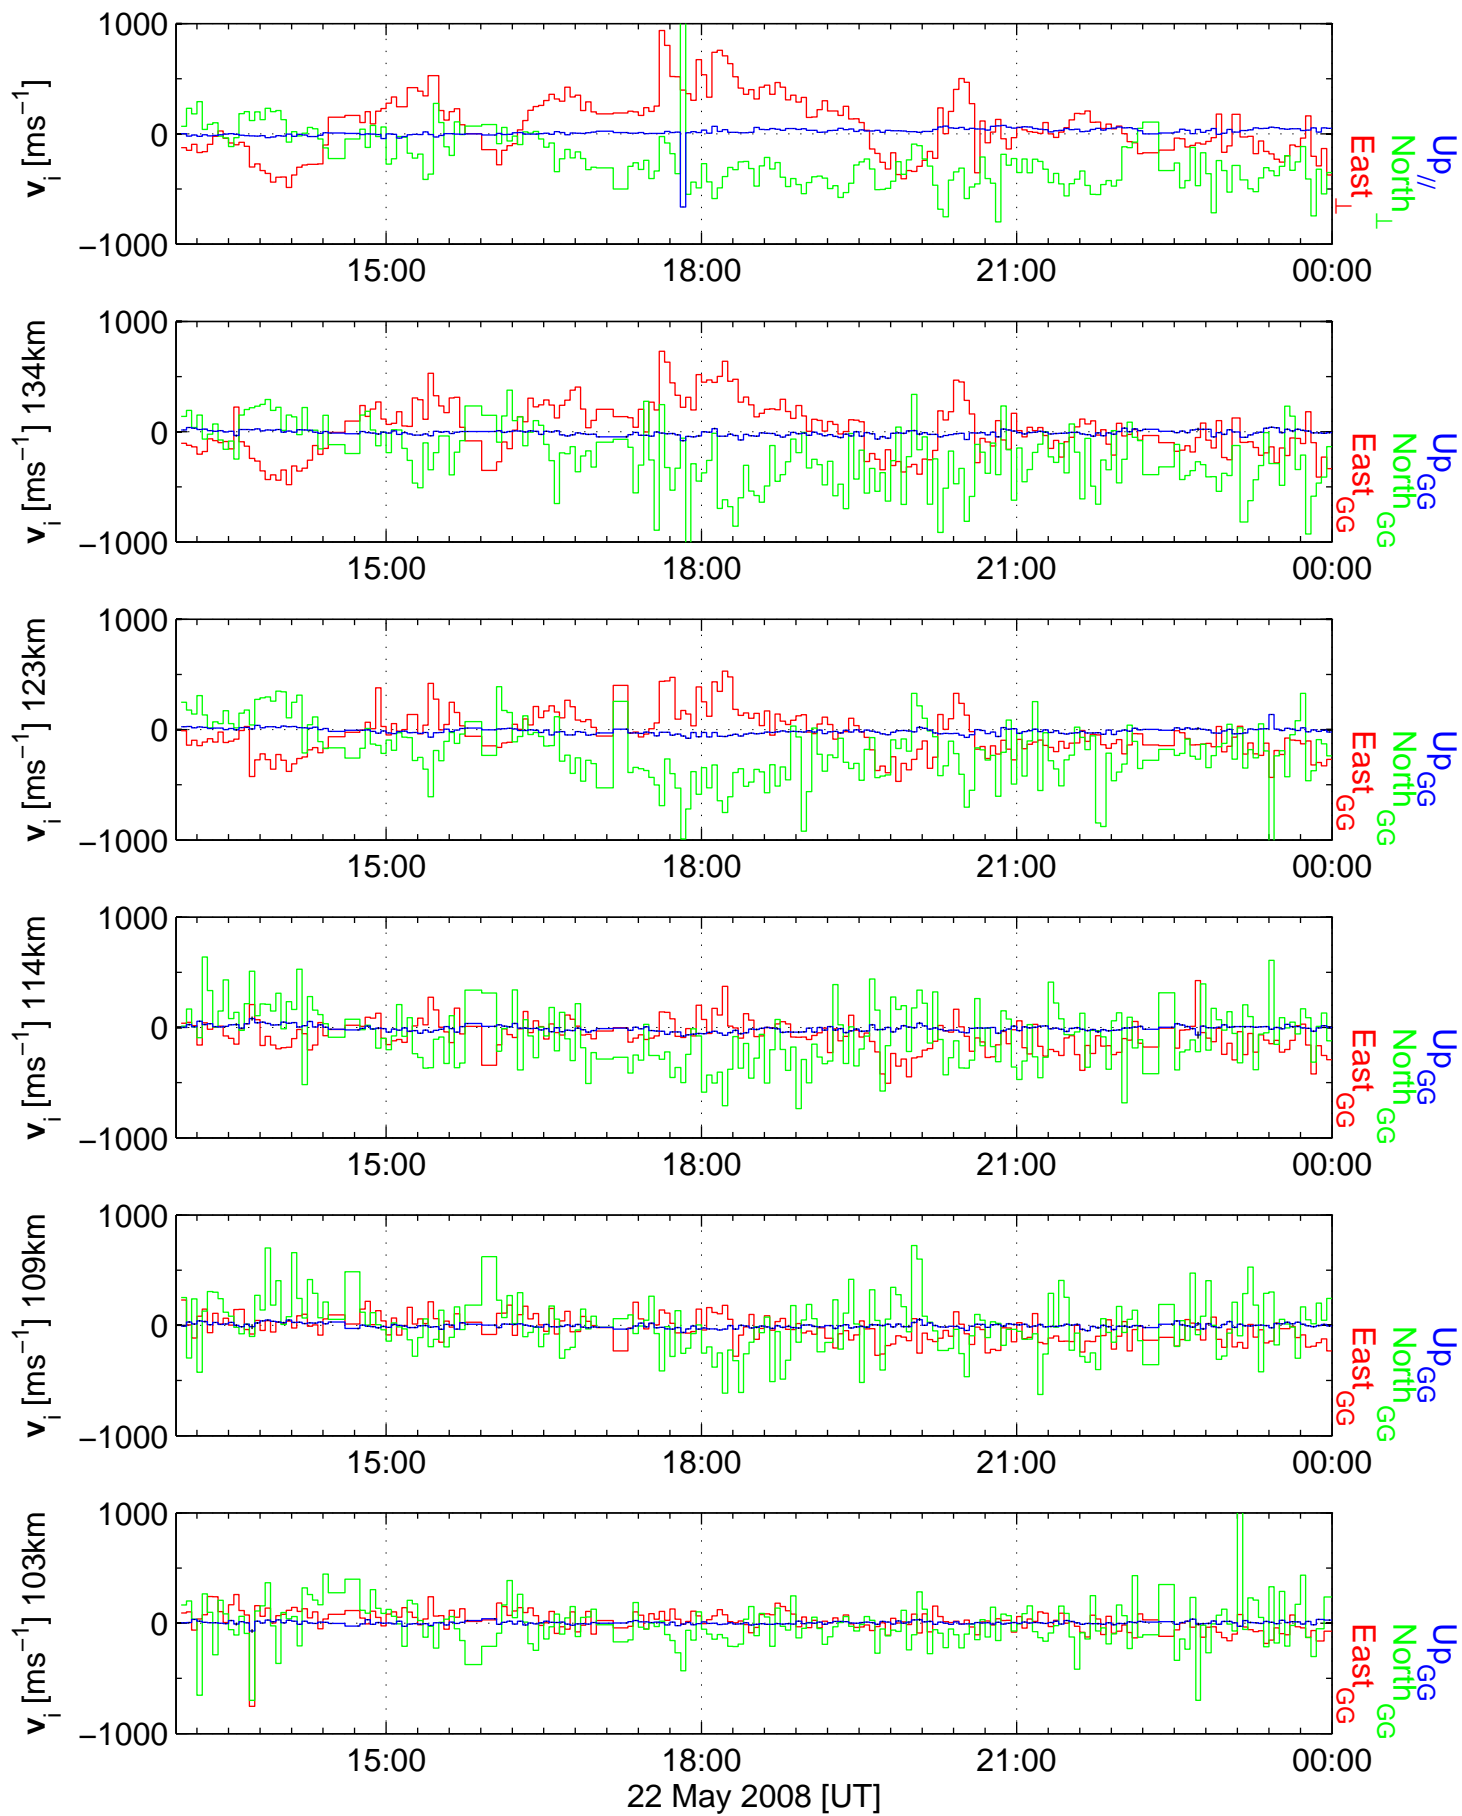 1000
0
−1000
v_i [ms⁻¹]
15:00 18:00 21:00 00:00
East_⊥
North_⊥
Up_//
1000
0
−1000
v_i [ms⁻¹] 134km
15:00 18:00 21:00 00:00
East_GG
North_GG
Up_GG
1000
0
−1000
v_i [ms⁻¹] 123km
15:00 18:00 21:00 00:00
East_GG
North_GG
Up_GG
1000
0
−1000
v_i [ms⁻¹] 114km
15:00 18:00 21:00 00:00
East_GG
North_GG
Up_GG
1000
0
−1000
v_i [ms⁻¹] 109km
15:00 18:00 21:00 00:00
East_GG
North_GG
Up_GG
1000
0
−1000
v_i [ms⁻¹] 103km
15:00 18:00 21:00 00:00
East_GG
North_GG
Up_GG
22 May 2008 [UT]